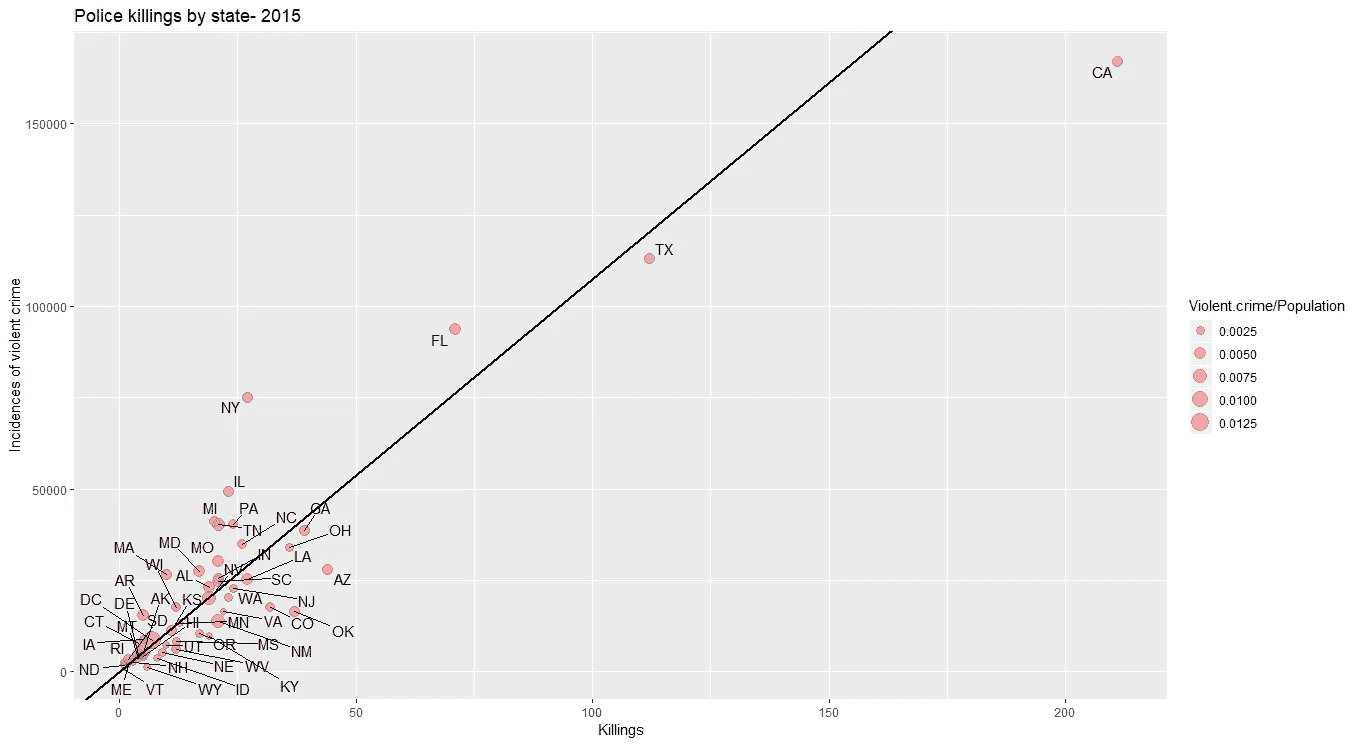 Police killings by state- 2015
CA
150000
TX
Violent.crime/Population
100000
0.0025
FL
0.0050
0.0075
Incidences of violent crime
NY
0.0100
0.0125
IL
50000
MI PA GA
NC
TN OH
MD
MA MO IN LA
WI
NV
AL SC AZ
AR
DC DE AK KS WA NJ
CT MT SD HI MN VA CO
OK
IA RI UT OR MS NM
ND NH NE WV
0
ME VT WY ID KY
0 50 100 150 200
Killings